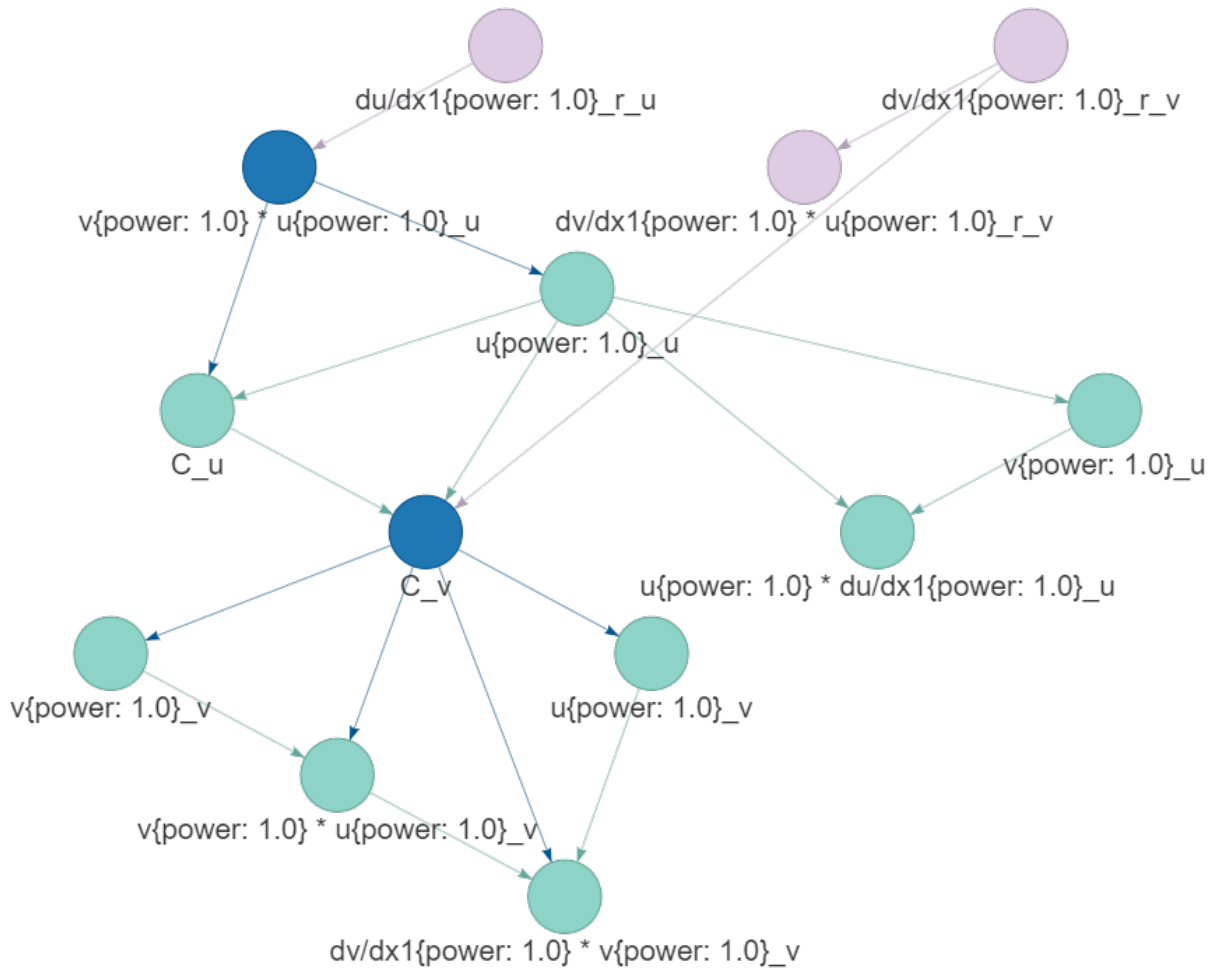 du/dx1{power: 1.0}_r_u
dv/dx1{power: 1.0}_r_v
v{power: 1.0} * u{power: 1.0}_u
dv/dx1{power: 1.0} * u{power: 1.0}_r_v
u{power: 1.0}_u
C_u
v{power: 1.0}_u
C_v
u{power: 1.0} * du/dx1{power: 1.0}_u
v{power: 1.0}_v
u{power: 1.0}_v
v{power: 1.0} * u{power: 1.0}_v
dv/dx1{power: 1.0} * v{power: 1.0}_v